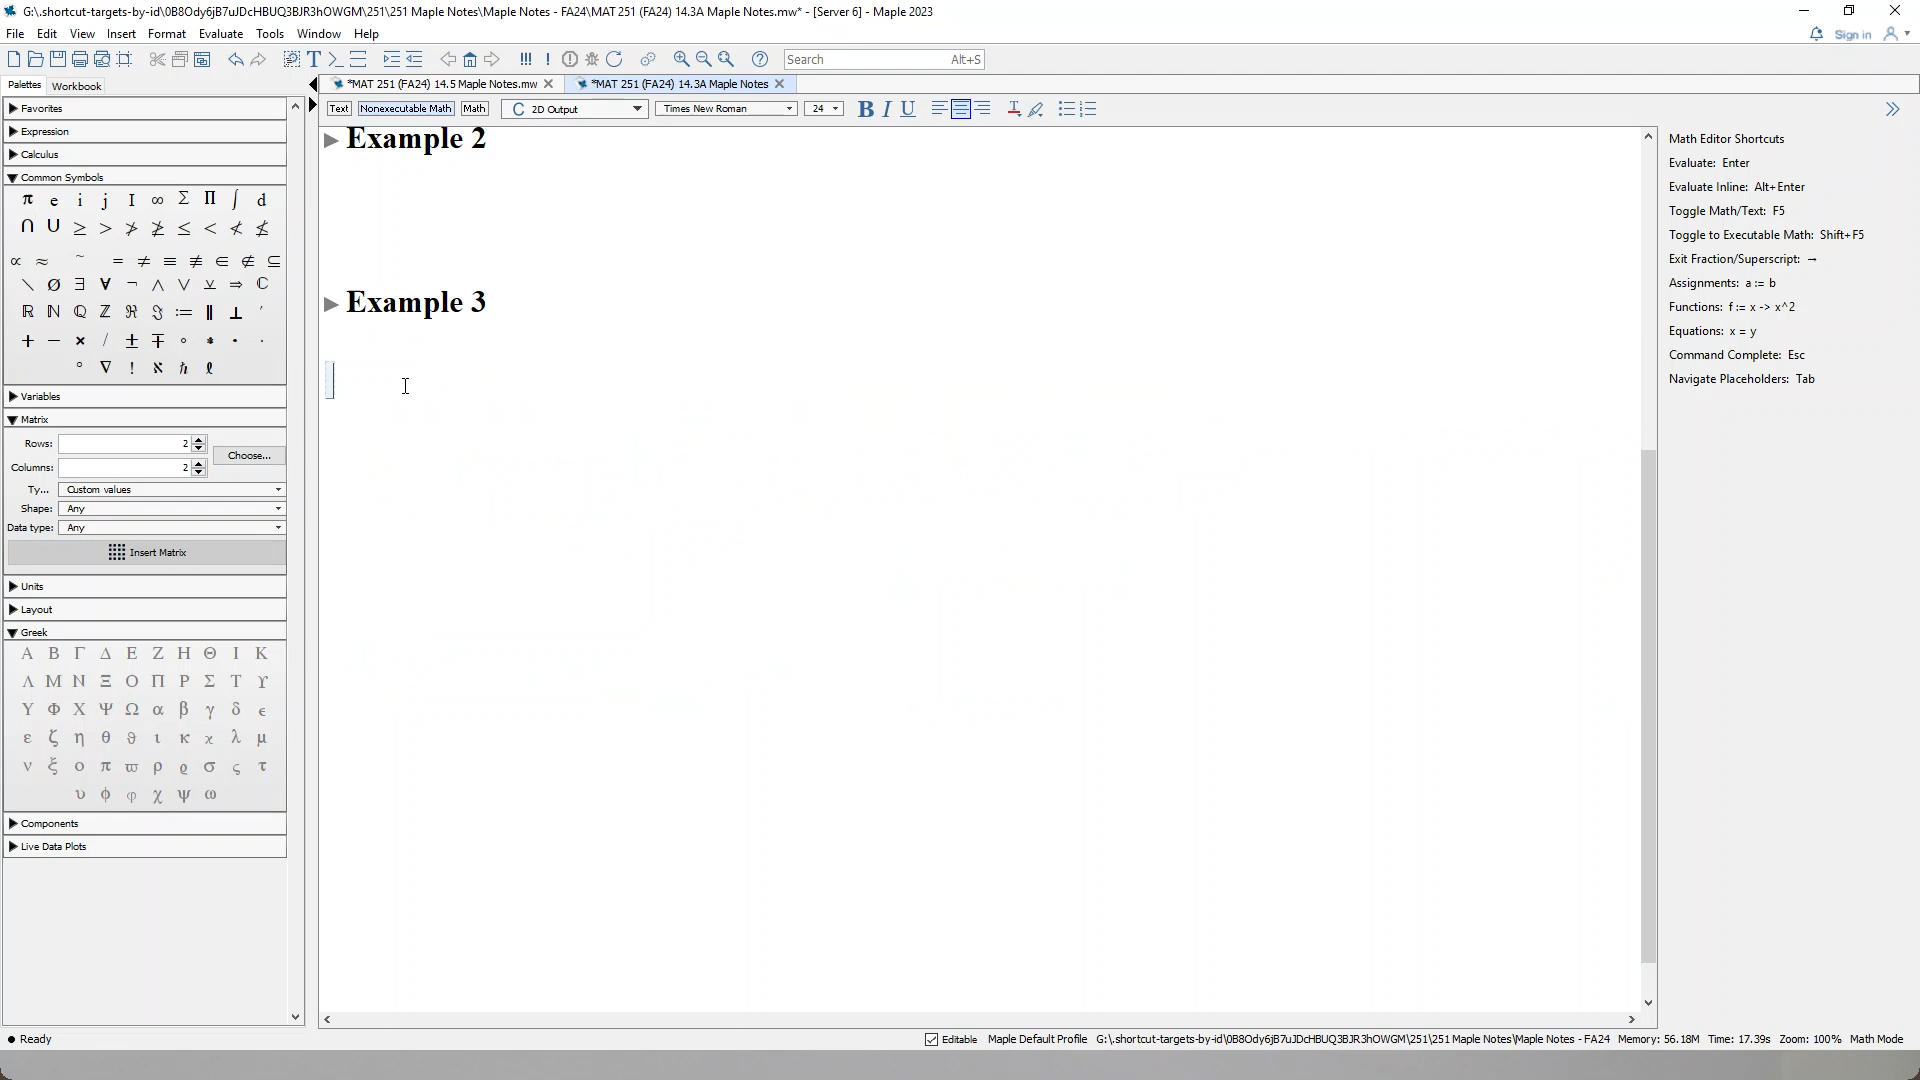 G:\.shortcut-targets-by-id\0B8Ody6jB7uJDcHBUQ3BJR3hOWGM\251\251 Maple Notes\Maple Notes - FA24\MAT 251 (FA24) 14.3A Maple Notes.mw* - [Server 6] - Maple 2023
File Edit View Insert Format Evaluate Tools Window Help Sign in
Search Alt+S
Palettes Workbook *MAT 251 (FA24) 14.5 Maple Notes.mw *MAT 251 (FA24) 14.3A Maple Notes
Text Nonexecutable Math Math C 2D Output Times New Roman 24 B I U
Favorites
Expression
Calculus
Common Symbols
π e i j I ∞ Σ Π ∫ d
∩ ∪ ≥ > ≯ ≱ ≤ < ≮ ≰
∝ ≈ ~ = ≠ ≡ ≢ ∈ ∉ ⊆
\ Ø ∃ ∀ ¬ ∧ ∨ ⊻ ⇒ ℂ
ℝ ℕ ℚ ℤ ℜ ℑ := ∥ ⊥ ′
+ − × / ± ∓ ∘ * • ·
° ∇ ! ℵ ℏ ℓ
Variables
Matrix
Rows: 2
Columns: 2
Choose...
Ty... Custom values
Shape: Any
Data type: Any
Insert Matrix
Units
Layout
Greek
Α Β Γ Δ Ε Ζ Η Θ Ι Κ
Λ Μ Ν Ξ Ο Π Ρ Σ Τ ϒ
Υ Φ Χ Ψ Ω α β γ δ ϵ
ε ζ η θ ϑ ι κ χ λ μ
ν ξ ο π ϖ ρ ϱ σ ς τ
υ ϕ φ χ ψ ω
Components
Live Data Plots
Example 2
Example 3
Math Editor Shortcuts
Evaluate: Enter
Evaluate Inline: Alt+Enter
Toggle Math/Text: F5
Toggle to Executable Math: Shift+F5
Exit Fraction/Superscript: →
Assignments: a := b
Functions: f := x -> x^2
Equations: x = y
Command Complete: Esc
Navigate Placeholders: Tab
Ready
Editable Maple Default Profile G:\.shortcut-targets-by-id\0B8Ody6jB7uJDcHBUQ3BJR3hOWGM\251\251 Maple Notes\Maple Notes - FA24 Memory: 56.18M Time: 17.39s Zoom: 100% Math Mode